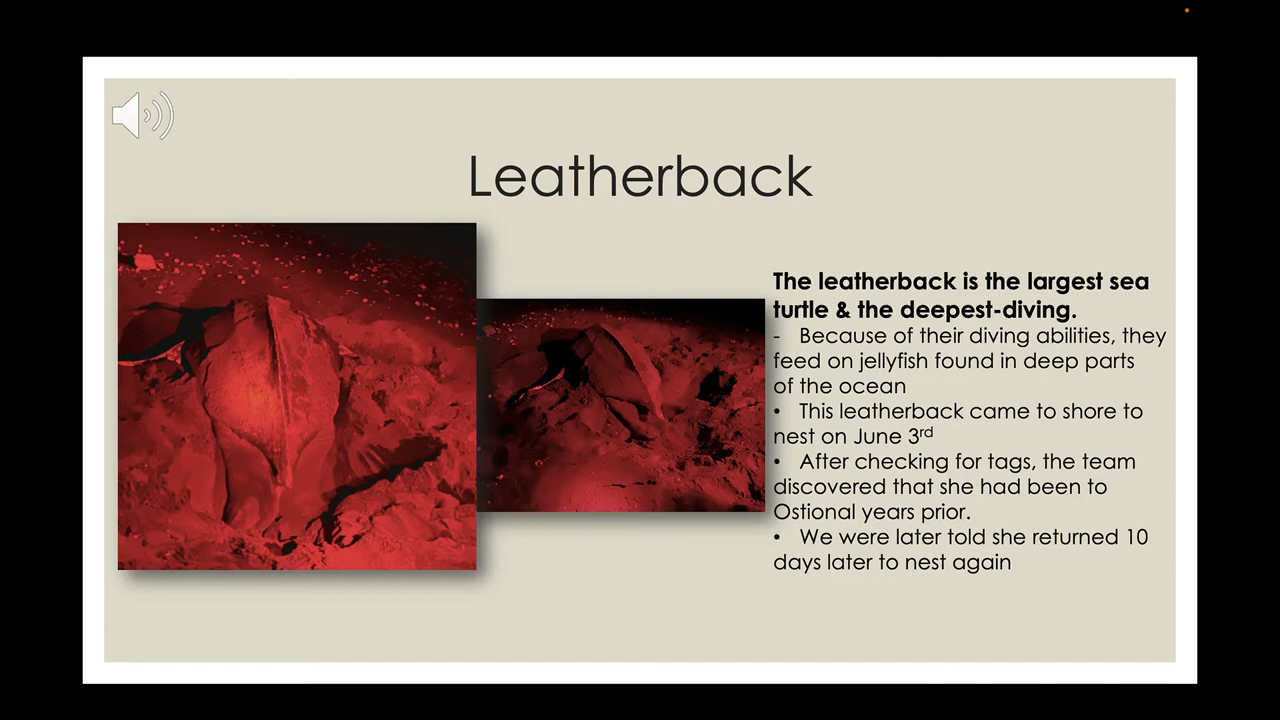 Leatherback
The leatherback is the largest sea
turtle & the deepest-diving.
- Because of their diving abilities, they
feed on jellyfish found in deep parts
of the ocean
• This leatherback came to shore to
nest on June 3rd
• After checking for tags, the team
discovered that she had been to
Ostional years prior.
• We were later told she returned 10
days later to nest again